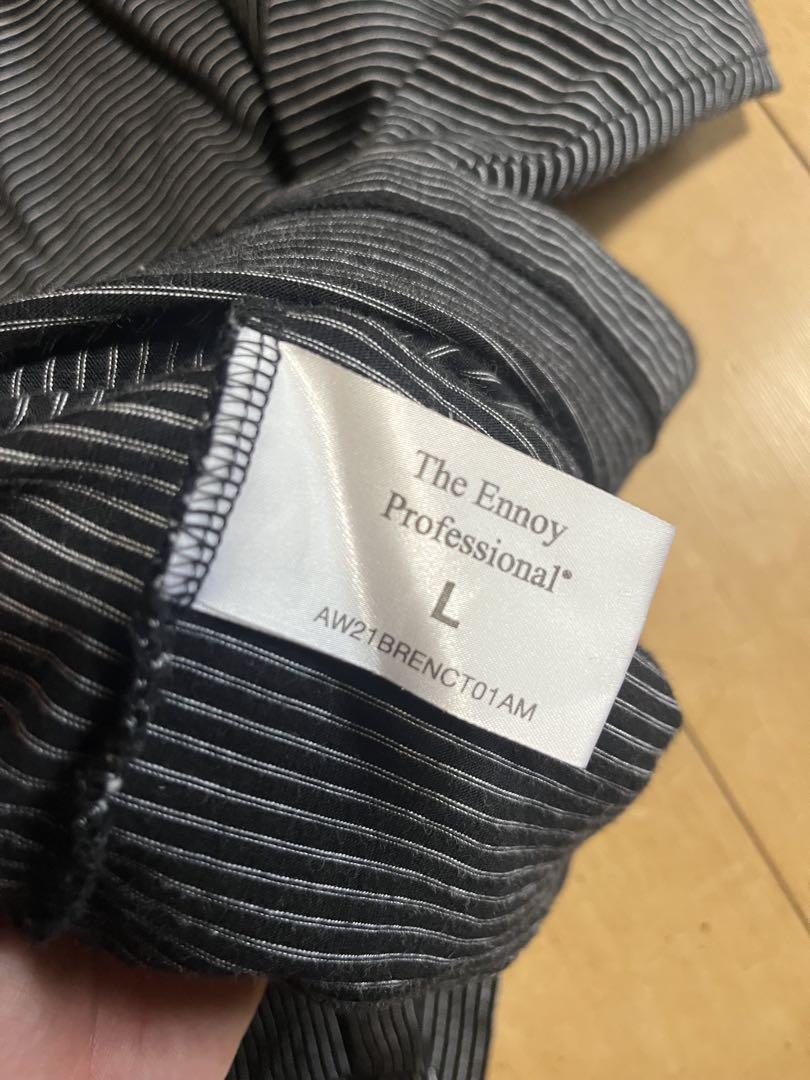 The Ennoy
Professional®
L
AW21BRENCT01AM